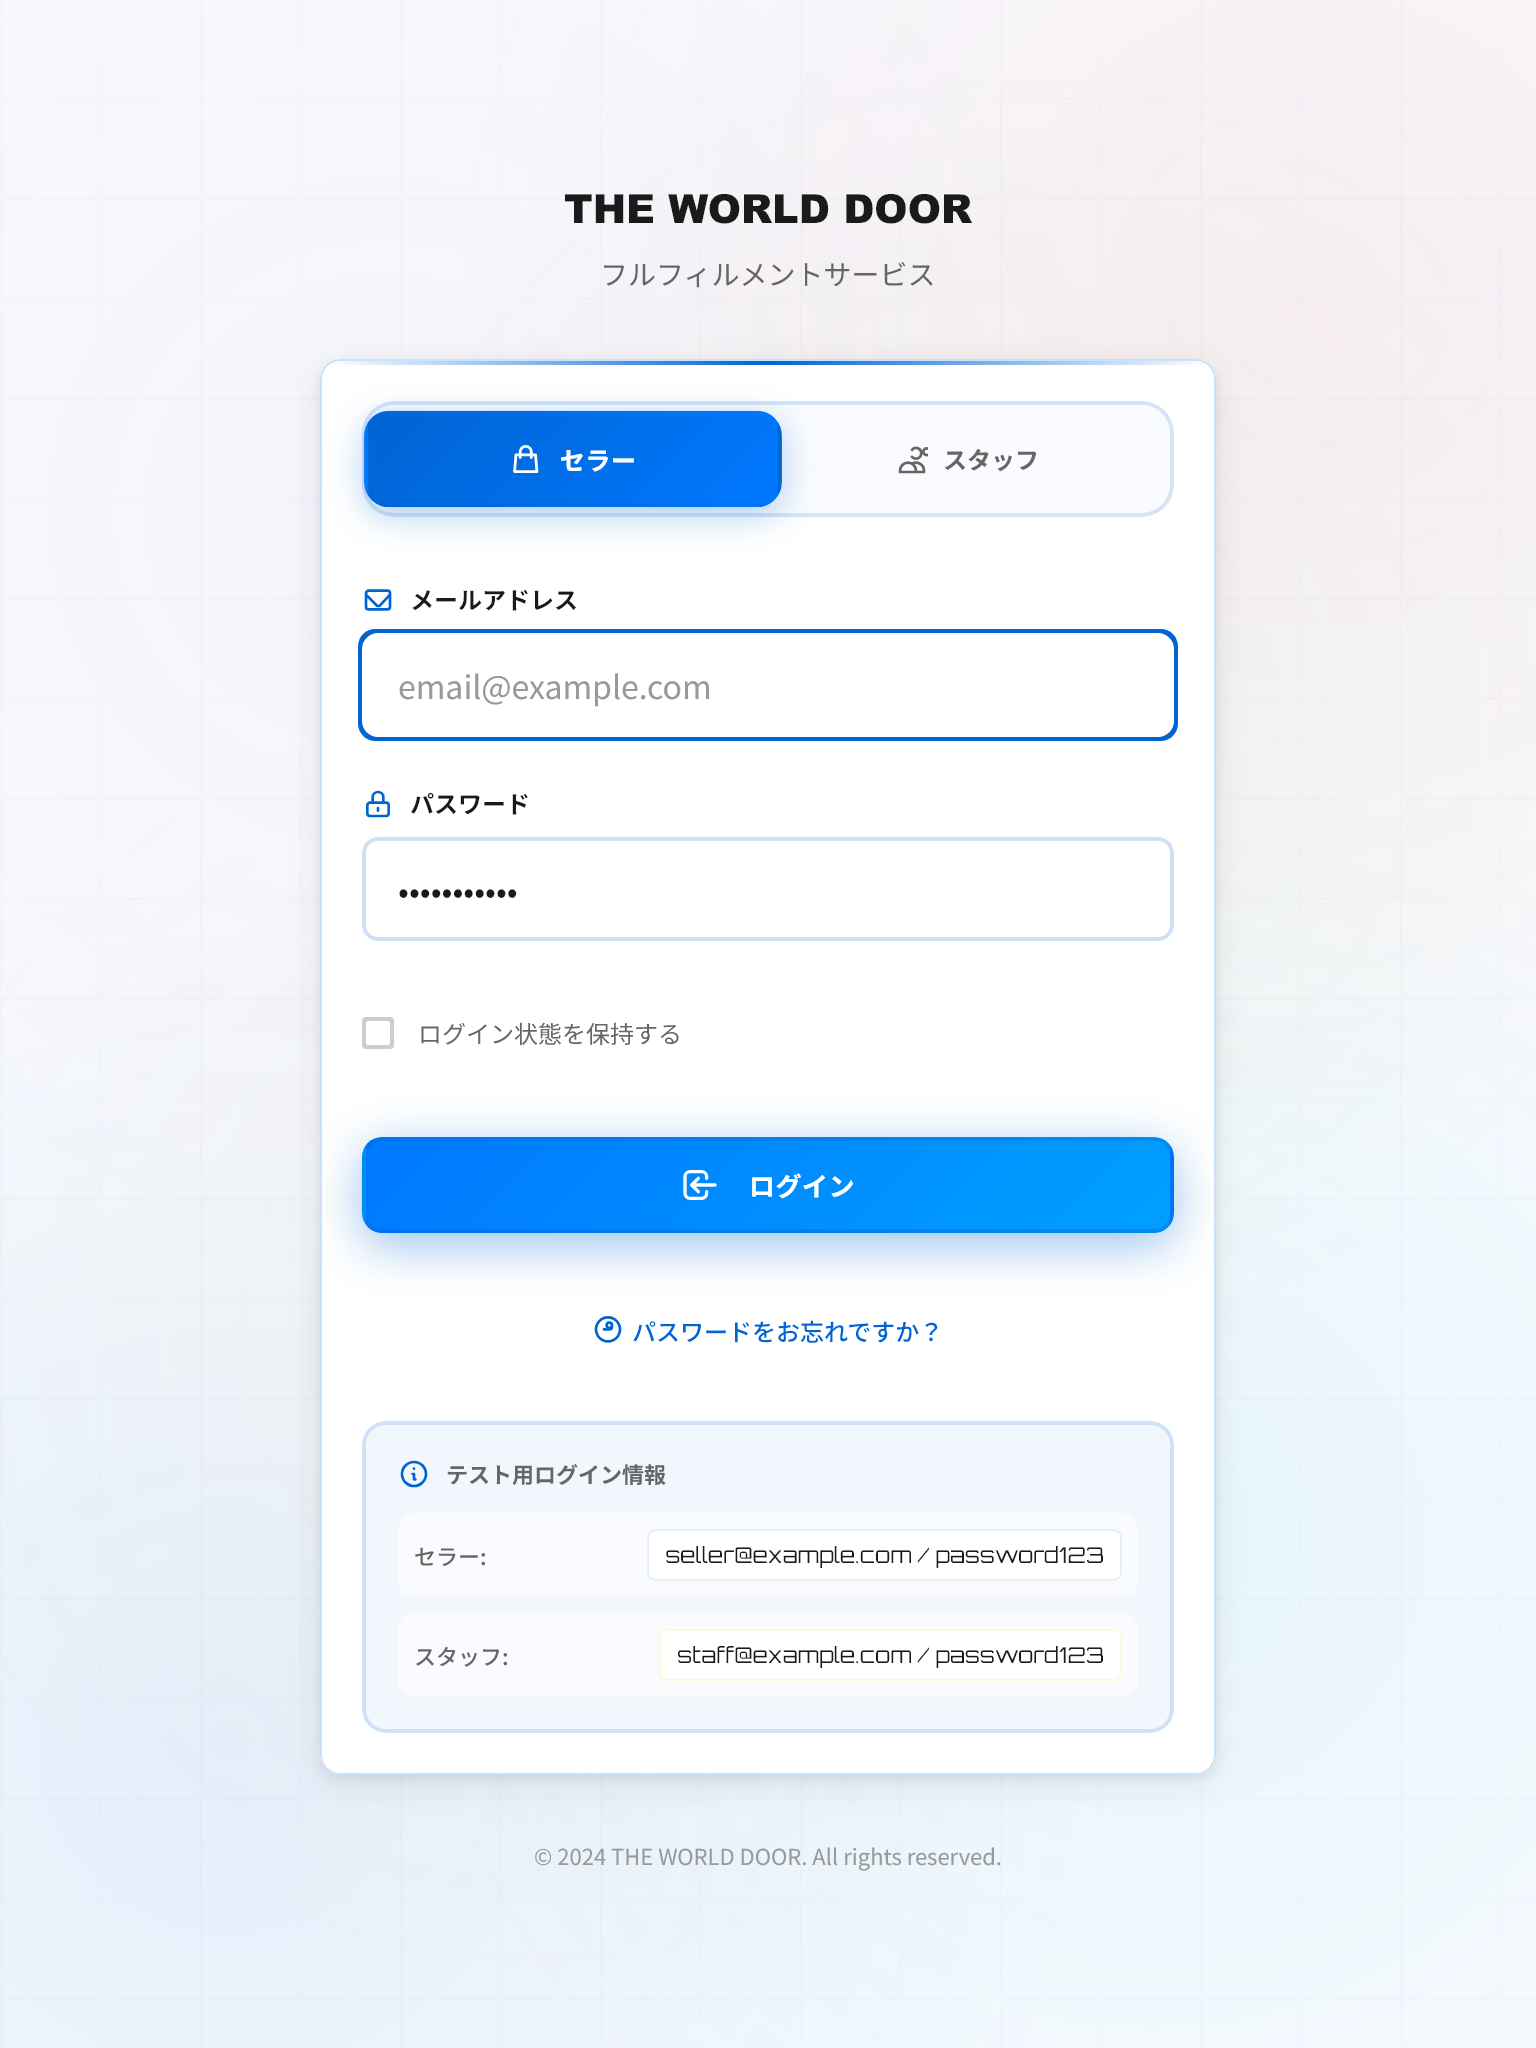 THE WORLD DOOR
フルフィルメントサービス
セラー
スタッフ
メールアドレス
email@example.com
パスワード
•••••••••••
ログイン状態を保持する
ログイン
パスワードをお忘れですか？
テスト用ログイン情報
セラー: seller@example.com / password123
スタッフ: staff@example.com / password123
© 2024 THE WORLD DOOR. All rights reserved.